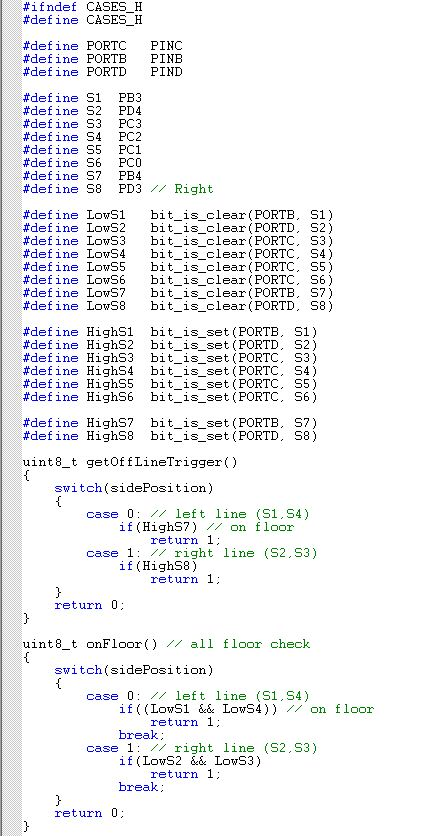 #ifndef CASES_H
#define CASES_H
#define PORTC PINC
#define PORTB PINB
#define PORTD PIND
#define S1 PB3
#define S2 PD4
#define S3 PC3
#define S4 PC2
#define S5 PC1
#define S6 PC0
#define S7 PB4
#define S8 PD3 // Right
#define LowS1 bit_is_clear(PORTB, S1)
#define LowS2 bit_is_clear(PORTD, S2)
#define LowS3 bit_is_clear(PORTC, S3)
#define LowS4 bit_is_clear(PORTC, S4)
#define LowS5 bit_is_clear(PORTC, S5)
#define LowS6 bit_is_clear(PORTC, S6)
#define LowS7 bit_is_clear(PORTB, S7)
#define LowS8 bit_is_clear(PORTD, S8)
#define HighS1 bit_is_set(PORTB, S1)
#define HighS2 bit_is_set(PORTD, S2)
#define HighS3 bit_is_set(PORTC, S3)
#define HighS4 bit_is_set(PORTC, S4)
#define HighS5 bit_is_set(PORTC, S5)
#define HighS6 bit_is_set(PORTC, S6)
#define HighS7 bit_is_set(PORTB, S7)
#define HighS8 bit_is_set(PORTD, S8)
uint8_t getOffLineTrigger()
{
switch(sidePosition)
{
case 0: // left line (S1,S4)
if(HighS7) // on floor
return 1;
case 1: // right line (S2,S3)
if(HighS8)
return 1;
}
return 0;
}
uint8_t onFloor() // all floor check
{
switch(sidePosition)
{
case 0: // left line (S1,S4)
if((LowS1 && LowS4)) // on floor
return 1;
break;
case 1: // right line (S2,S3)
if(LowS2 && LowS3)
return 1;
break;
}
return 0;
}